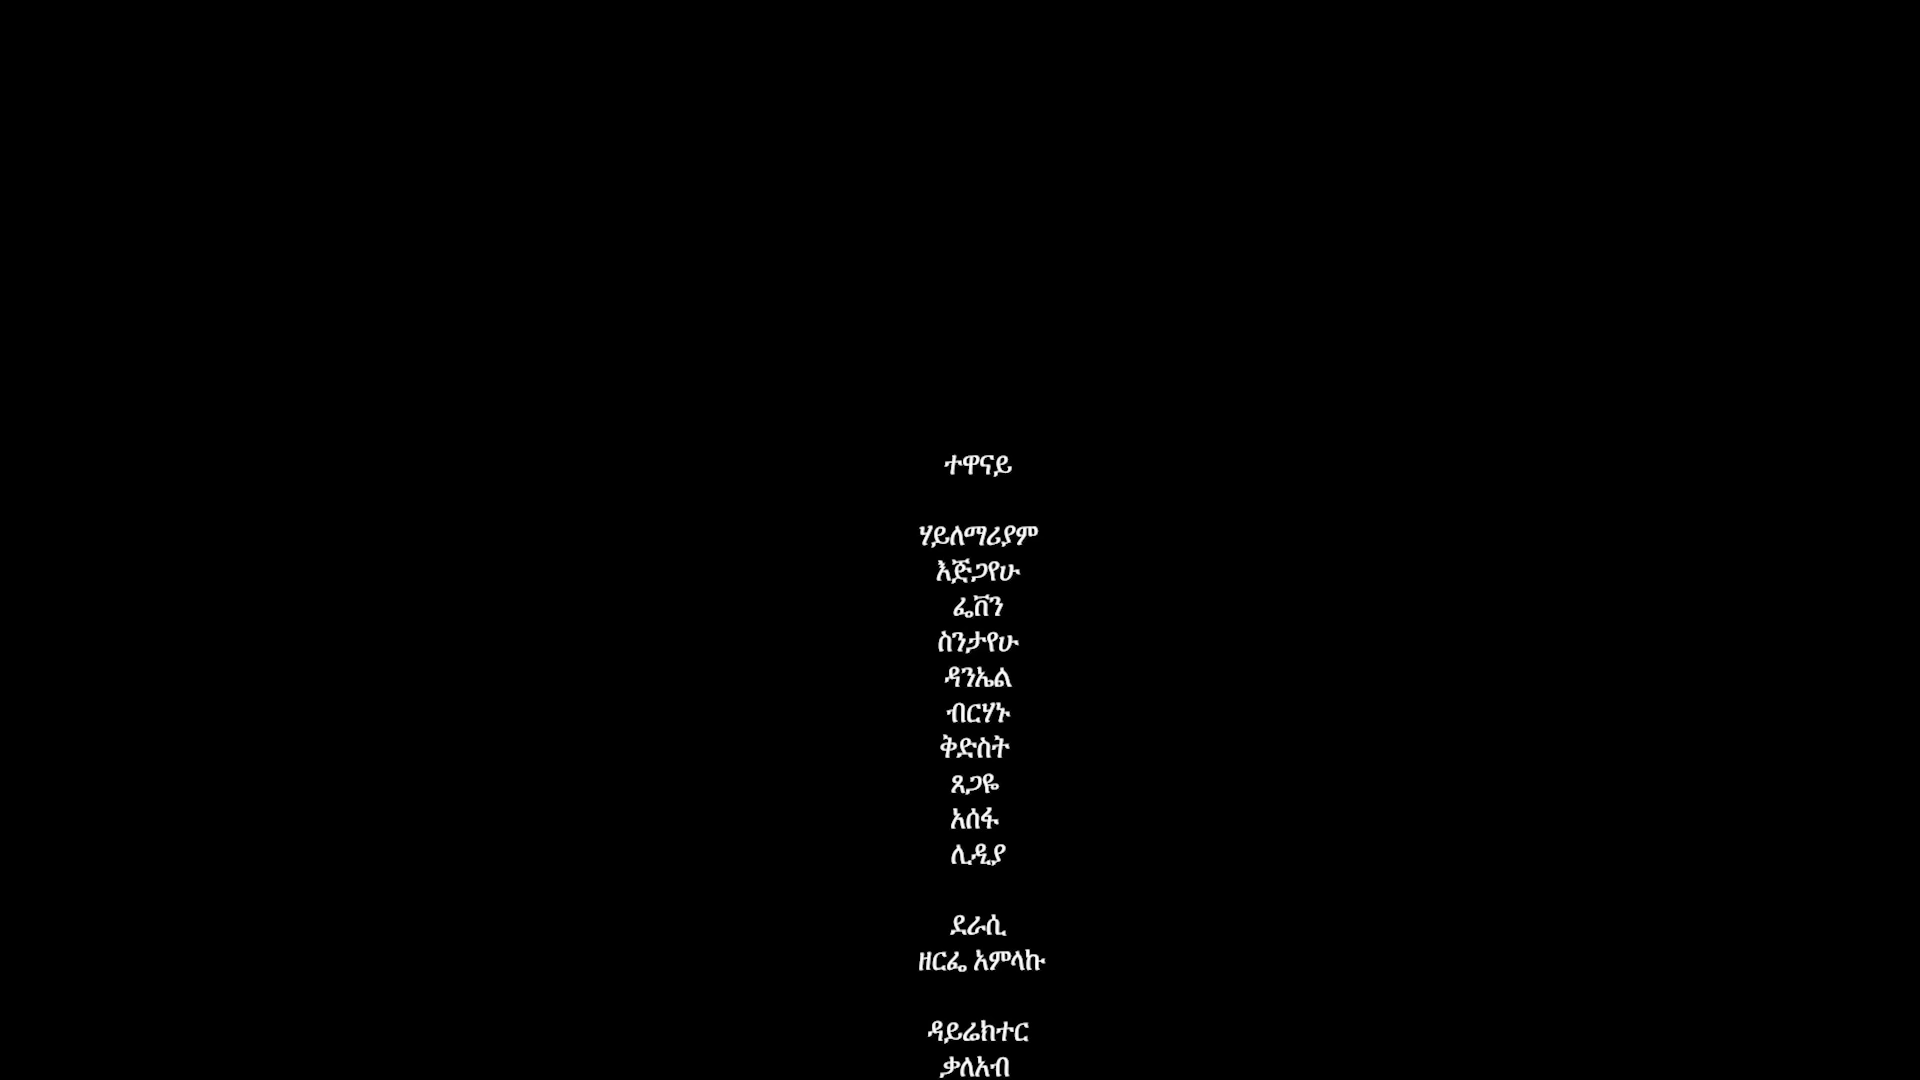 ተዋናይ
ሃይለማሪያም
እጅጋየሁ
ፌቨን
ስንታየሁ
ዳንኤል
ብርሃኑ
ቅድስት
ጸጋዬ
አሰፋ
ሊዲያ
ደራሲ
ዘርፌ አምላኩ
ዳይሬክተር
ቃለአብ